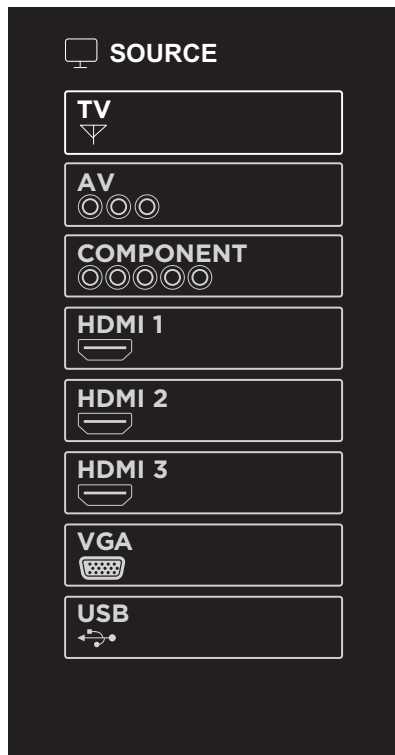 SOURCE
TV
AV
COMPONENT
HDMI 1
HDMI 2
HDMI 3
VGA
USB